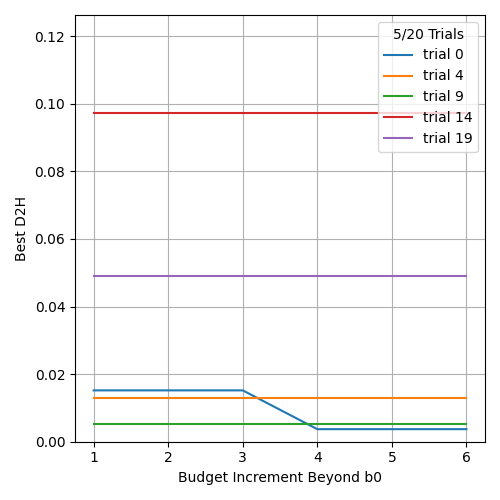 5/20 Trials
trial 0
trial 4
trial 9
trial 14
trial 19
0.12
0.10
0.08
0.06
0.04
0.02
0.00
Best D2H
1 2 3 4 5 6
Budget Increment Beyond b0